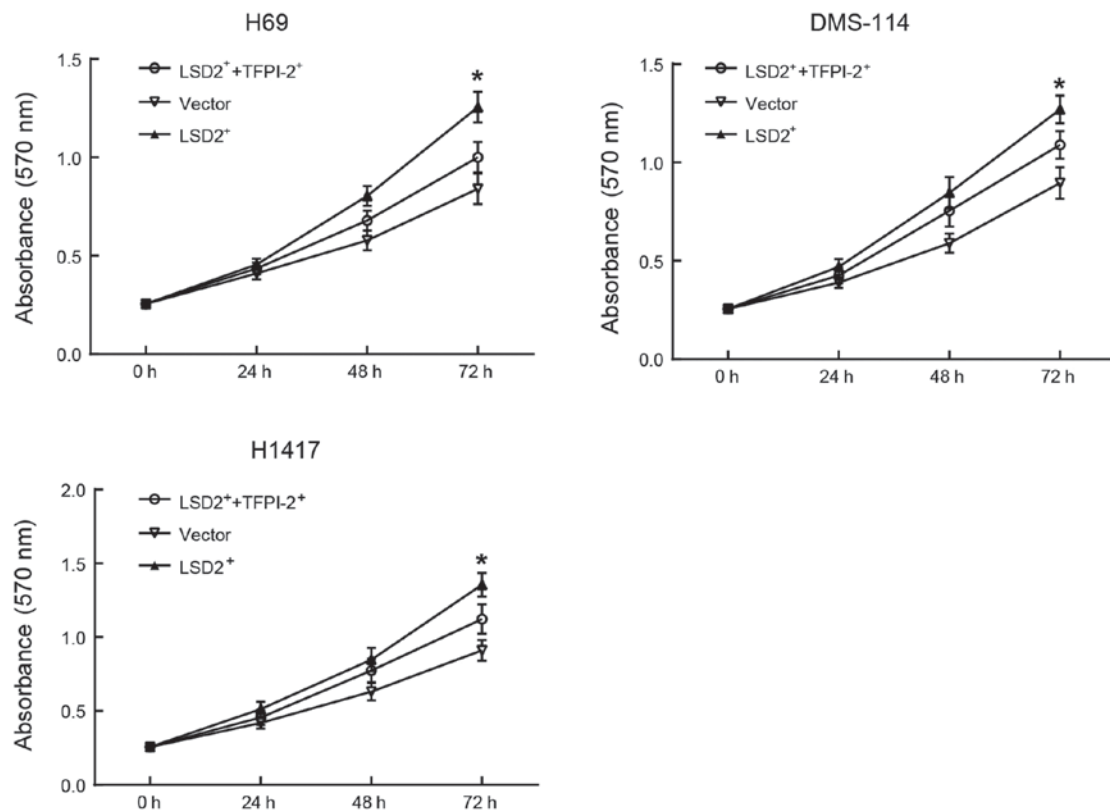 H69
Absorbance (570 nm)
1.5
1.0
0.5
0.0
LSD2⁺+TFPI-2⁺
Vector
LSD2⁺
*
0 h 24 h 48 h 72 h
DMS-114
Absorbance (570 nm)
1.5
1.0
0.5
0.0
LSD2⁺+TFPI-2⁺
Vector
LSD2⁺
*
0 h 24 h 48 h 72 h
H1417
Absorbance (570 nm)
2.0
1.5
1.0
0.5
0.0
LSD2⁺+TFPI-2⁺
Vector
LSD2⁺
*
0 h 24 h 48 h 72 h